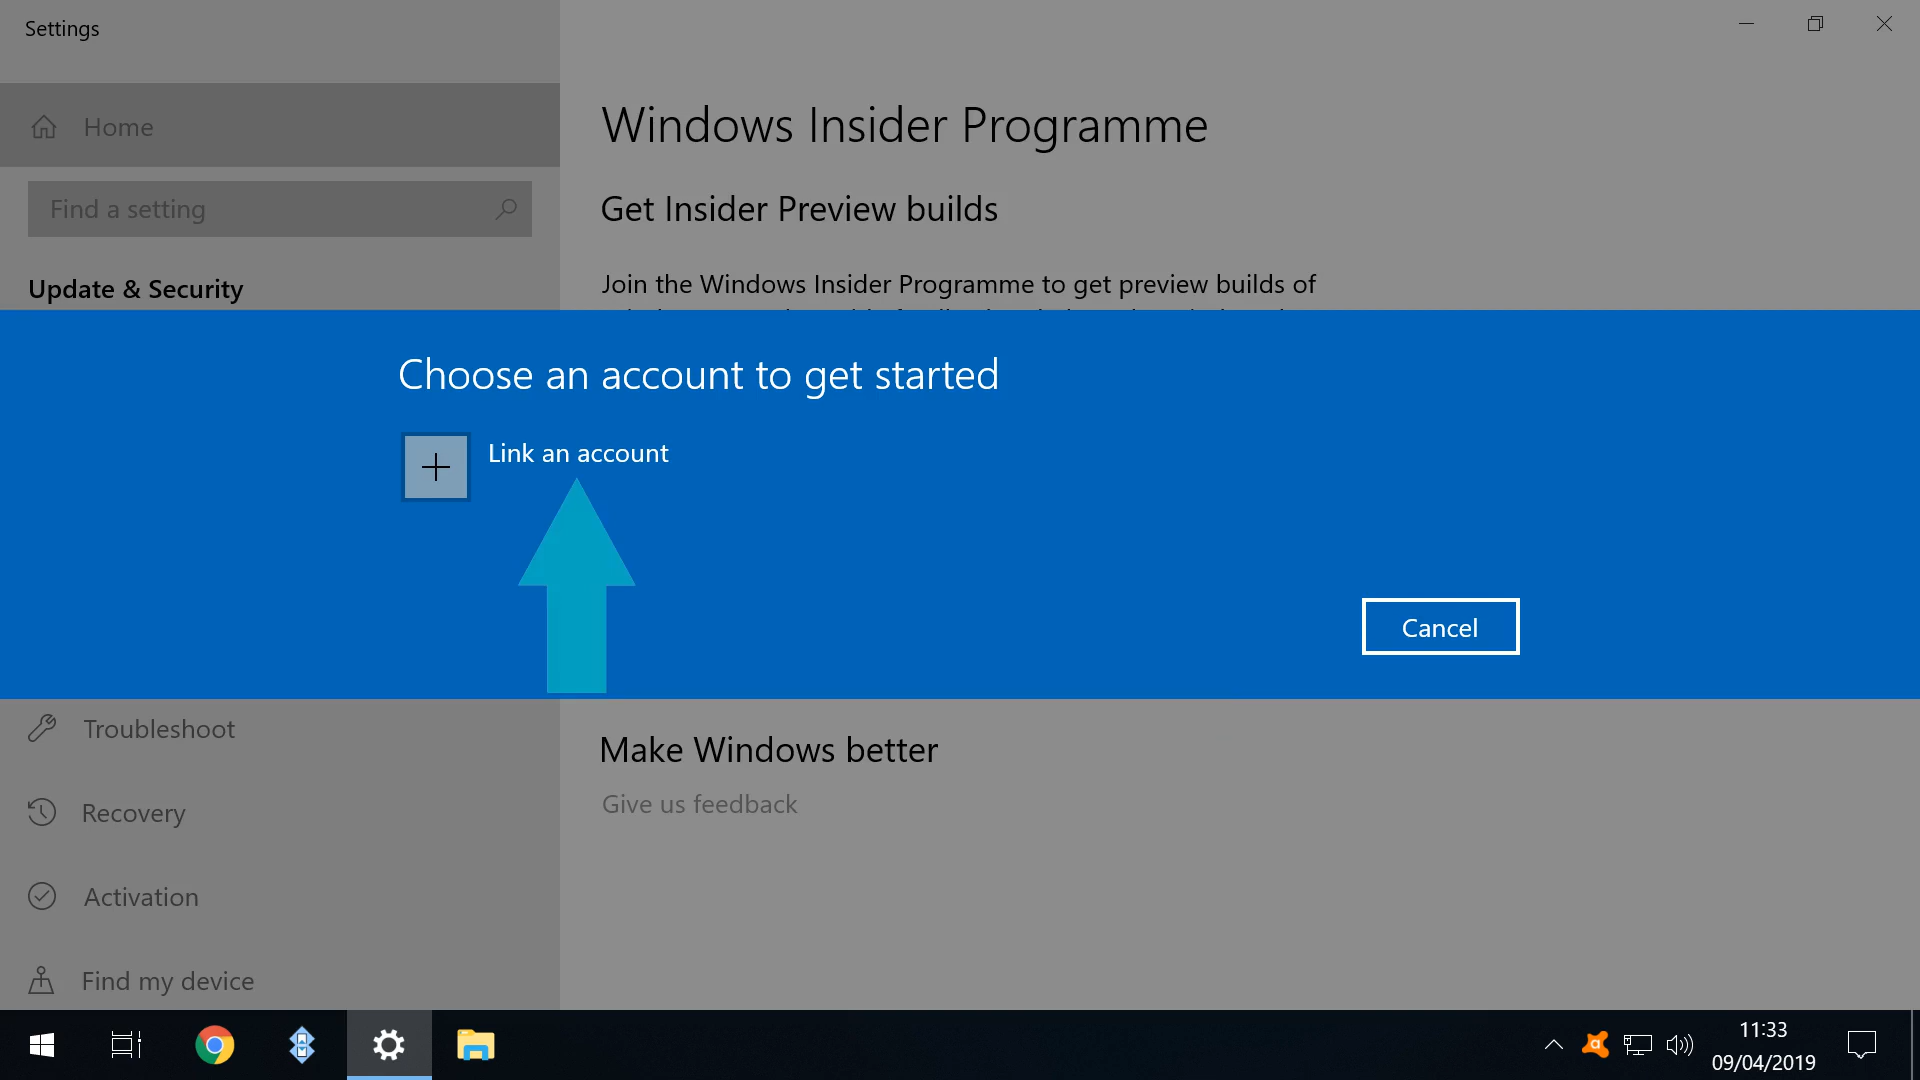 Settings
Home
Find a setting
Update & Security
Windows Insider Programme
Get Insider Preview builds
Join the Windows Insider Programme to get preview builds of
Choose an account to get started
Link an account
Cancel
Troubleshoot
Recovery
Activation
Find my device
Make Windows better
Give us feedback
11:33
09/04/2019